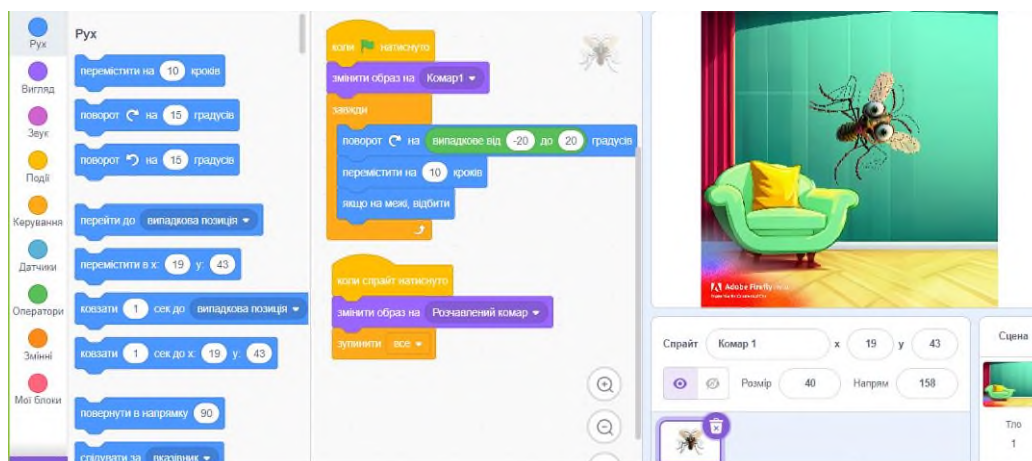 Рух
Вигляд
Звук
Події
Керування
Датчики
Оператори
Змінні
Мої блоки
Рух
перемістити на 10 кроків
поворот на 15 градусів
поворот на 15 градусів
перейти до випадкова позиція
перемістити в x: 19 y: 43
ковзати 1 сек до випадкова позиція
ковзати 1 сек до x: 19 y: 43
повернути в напрямку 90
слідувати за вказівник
коли натиснуто
змінити образ на Комар1
завжди
поворот на випадкове від -20 до 20 градусів
перемістити на 10 кроків
якщо на межі, відбити
коли спрайт натиснуто
змінити образ на Розчавлений комар
зупинити все
Adobe Firefly
Спрайт Комар 1 x 19 y 43
Розмір 40 Напрям 158
Сцена
Тло
1